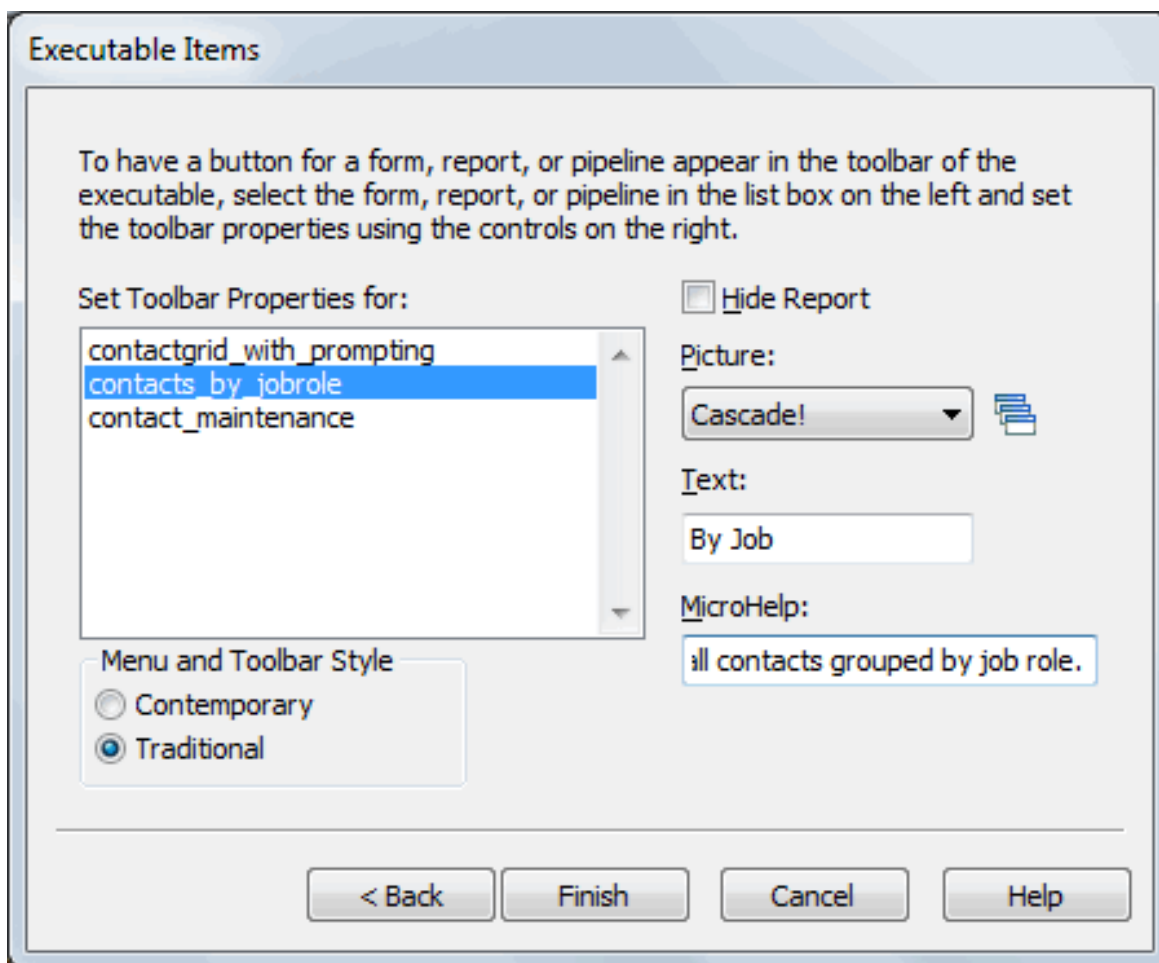 Executable Items
To have a button for a form, report, or pipeline appear in the toolbar of the
executable, select the form, report, or pipeline in the list box on the left and set
the toolbar properties using the controls on the right.
Set Toolbar Properties for:
contactgrid_with_prompting
contacts_by_jobrole
contact_maintenance
Menu and Toolbar Style
Contemporary
Traditional
Hide Report
Picture:
Cascade!
Text:
By Job
MicroHelp:
all contacts grouped by job role.
< Back
Finish
Cancel
Help